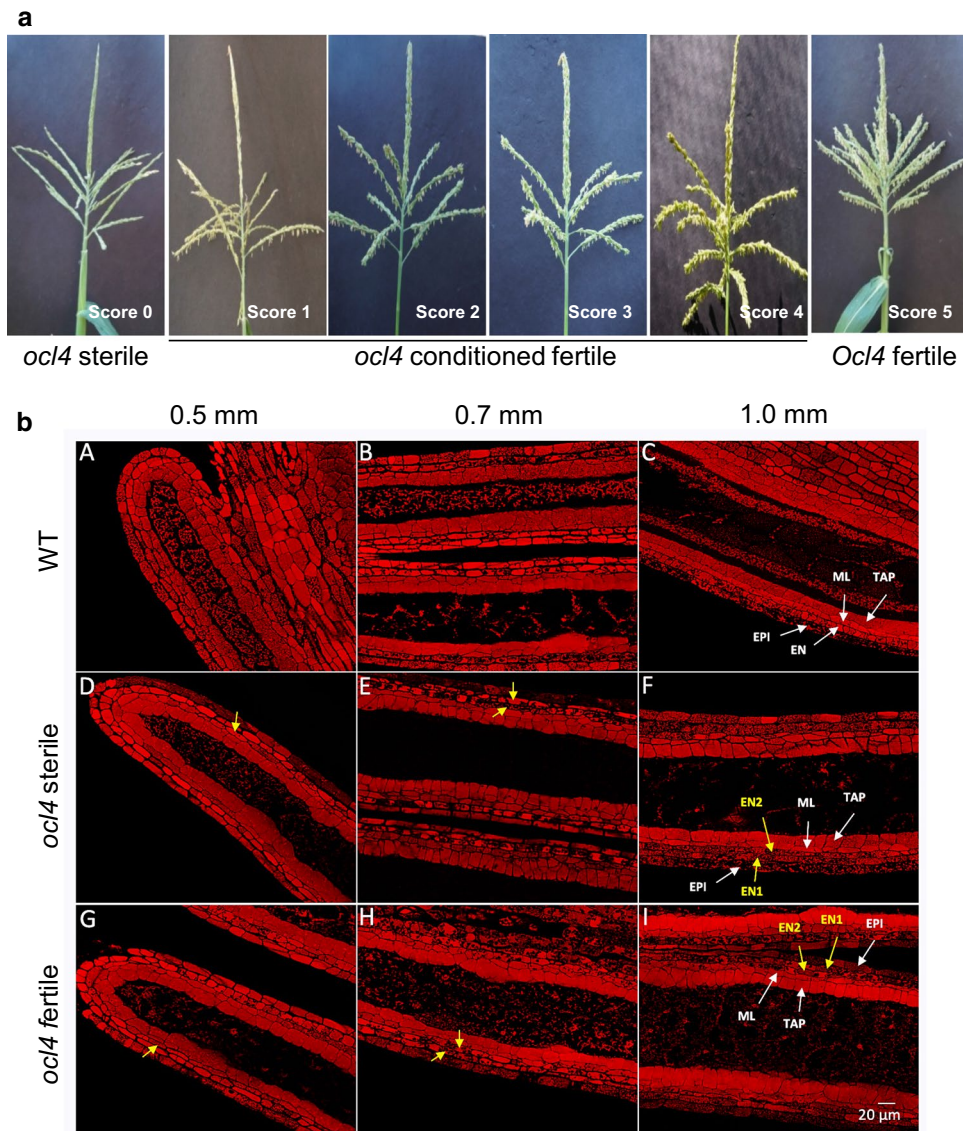 a
Score 0 Score 1 Score 2 Score 3 Score 4 Score 5
ocl4 sterile ocl4 conditioned fertile Ocl4 fertile
b 0.5 mm 0.7 mm 1.0 mm
WT
A B C
ML TAP
EPI EN
ocl4 sterile
D E F
EN2 ML TAP
EPI EN1
ocl4 fertile
G H I
EN2 EN1 EPI
ML TAP
20 μm